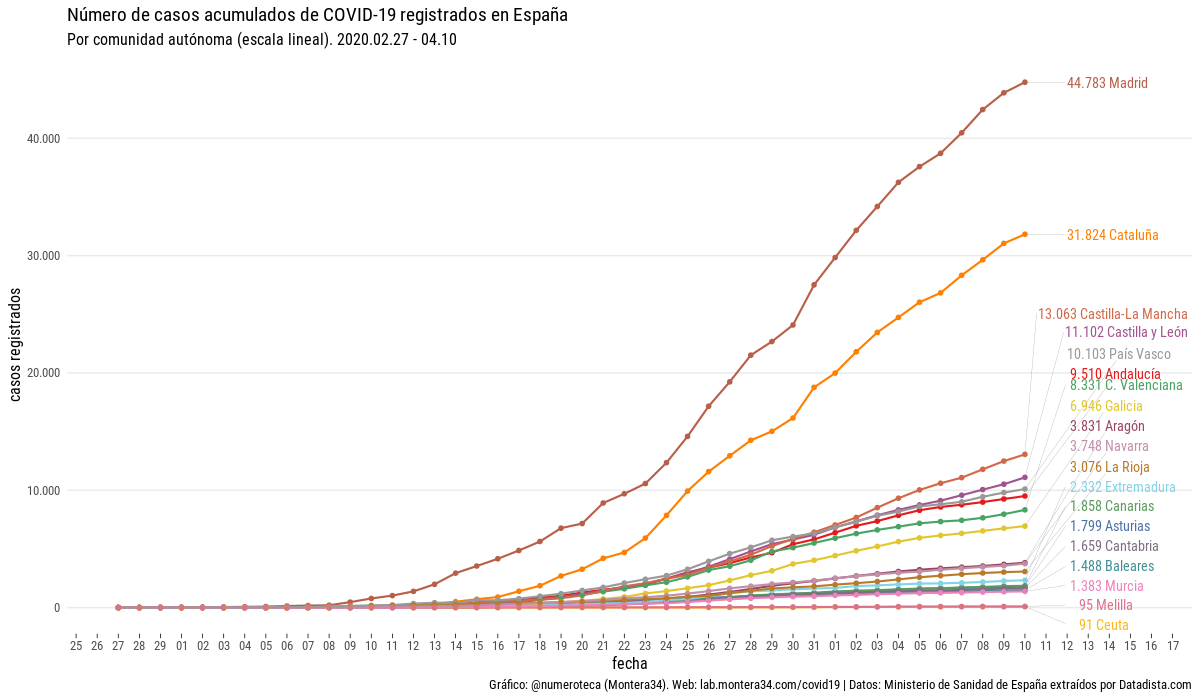 Número de casos acumulados de COVID-19 registrados en España
Por comunidad autónoma (escala lineal). 2020.02.27 - 04.10
casos registrados
40.000
30.000
20.000
10.000
0
44.783 Madrid
31.824 Cataluña
13.063 Castilla-La Mancha
11.102 Castilla y León
10.103 País Vasco
9.510 Andalucía
8.331 C. Valenciana
6.946 Galicia
3.831 Aragón
3.748 Navarra
3.076 La Rioja
2.332 Extremadura
1.858 Canarias
1.799 Asturias
1.659 Cantabria
1.488 Baleares
1.383 Murcia
95 Melilla
91 Ceuta
25 26 27 28 29 01 02 03 04 05 06 07 08 09 10 11 12 13 14 15 16 17 18 19 20 21 22 23 24 25 26 27 28 29 30 31 01 02 03 04 05 06 07 08 09 10 11 12 13 14 15 16 17
fecha
Gráfico: @numeroteca (Montera34). Web: lab.montera34.com/covid19 | Datos: Ministerio de Sanidad de España extraídos por Datadista.com